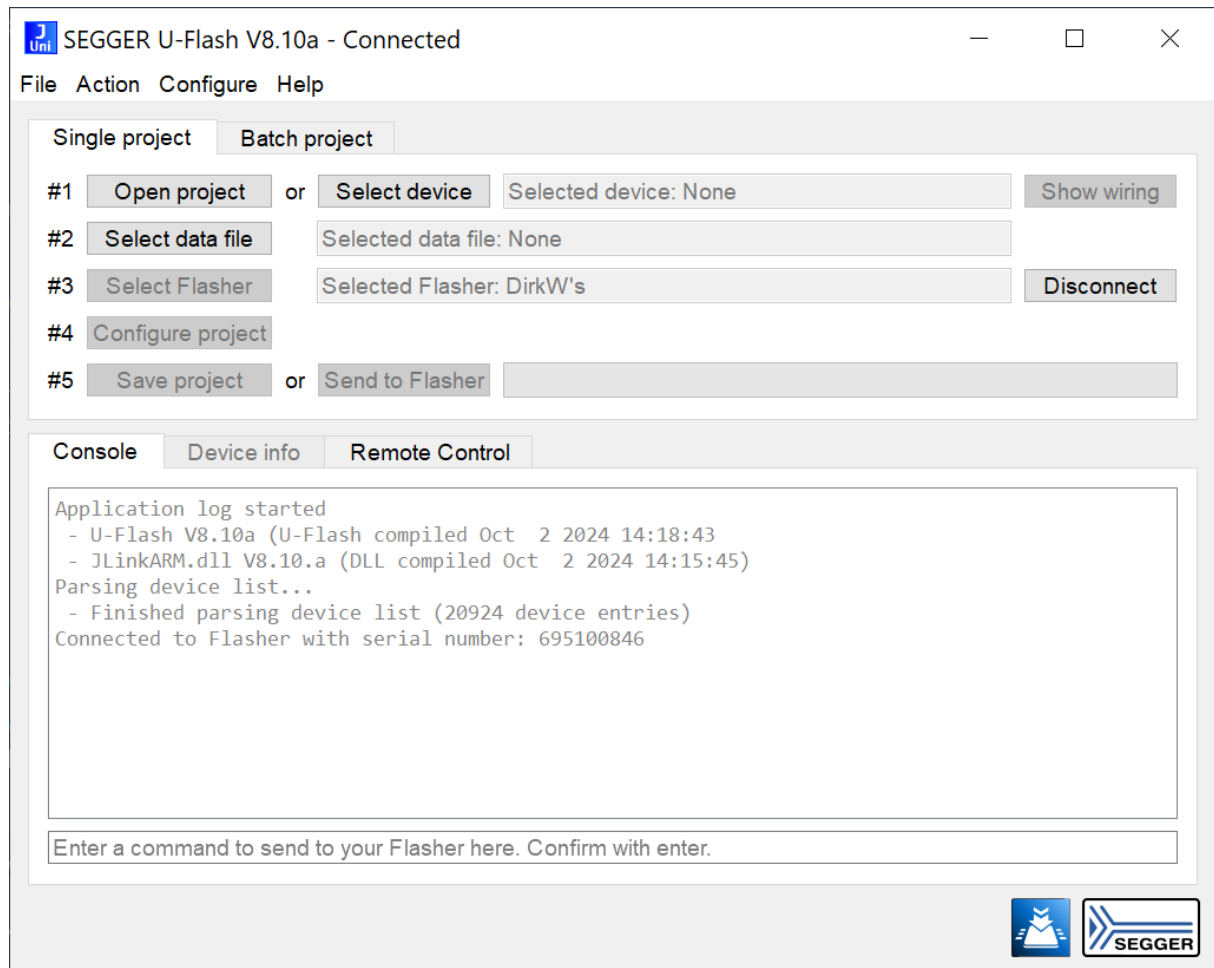 J
Uni
SEGGER U-Flash V8.10a - Connected
File Action Configure Help
Single project Batch project
#1 Open project or Select device Selected device: None Show wiring
#2 Select data file Selected data file: None
#3 Select Flasher Selected Flasher: DirkW's Disconnect
#4 Configure project
#5 Save project or Send to Flasher
Console Device info Remote Control
Application log started
- U-Flash V8.10a (U-Flash compiled Oct  2 2024 14:18:43
- JLinkARM.dll V8.10.a (DLL compiled Oct  2 2024 14:15:45)
Parsing device list...
- Finished parsing device list (20924 device entries)
Connected to Flasher with serial number: 695100846
Enter a command to send to your Flasher here. Confirm with enter.
SEGGER